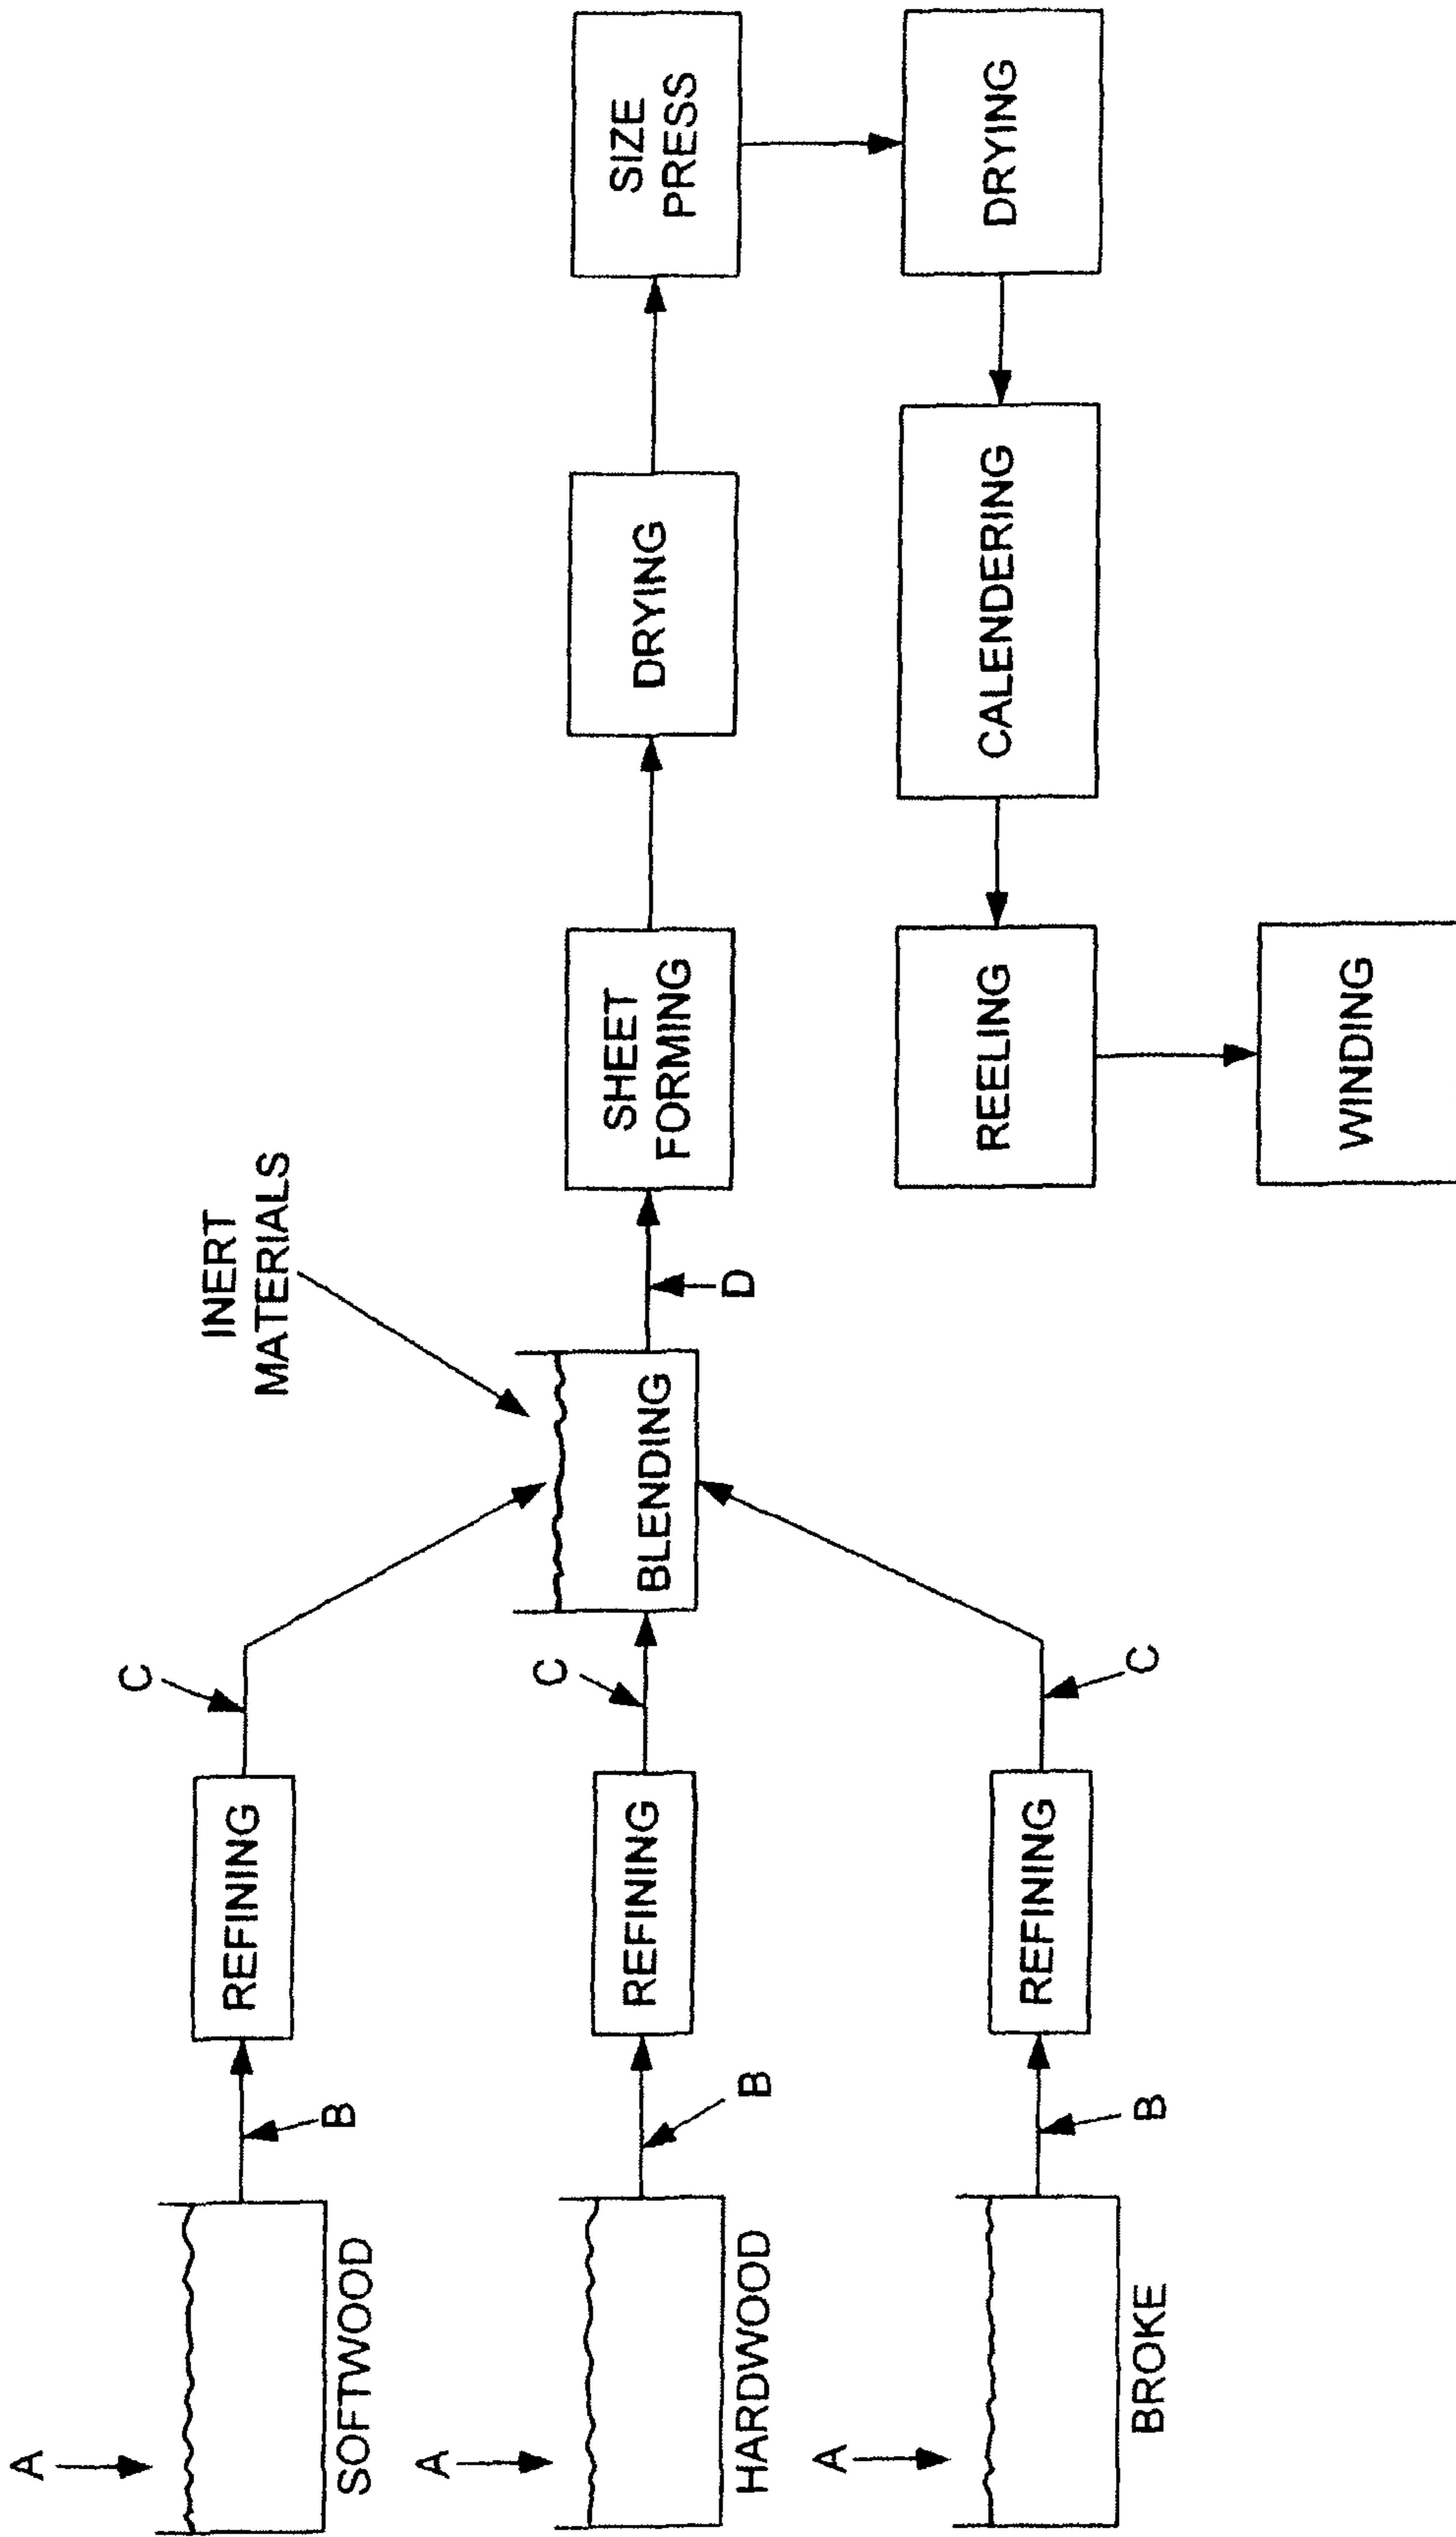 A
SOFTWOOD
B
REFINING
C
A
HARDWOOD
B
REFINING
C
A
BROKE
B
REFINING
C
INERT
MATERIALS
BLENDING
D
SHEET
FORMING
DRYING
SIZE
PRESS
DRYING
CALENDERING
REELING
WINDING